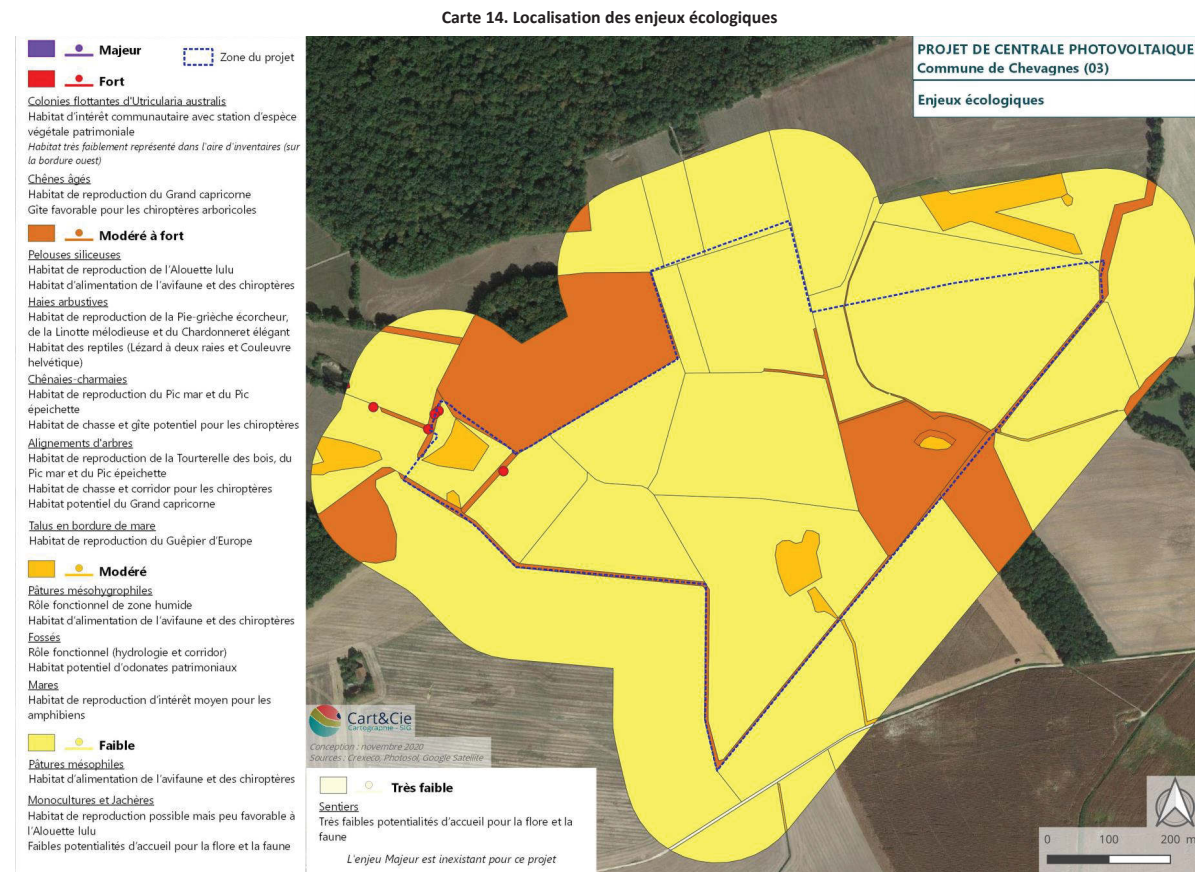 Carte 14. Localisation des enjeux écologiques
Majeur
Zone du projet
Fort
Colonies flottantes d'Utricularia australis
Habitat d'intérêt communautaire avec station d'espèce
végétale patrimoniale
Habitat très faiblement représenté dans l'aire d'inventaires (sur
la bordure ouest)
Chênes âgés
Habitat de reproduction du Grand capricorne
Gîte favorable pour les chiroptères arboricoles
Modéré à fort
Pelouses siliceuses
Habitat de reproduction de l'Alouette lulu
Habitat d'alimentation de l'avifaune et des chiroptères
Haies arbustives
Habitat de reproduction de la Pie-grièche écorcheur,
de la Linotte mélodieuse et du Chardonneret élégant
Habitat des reptiles (Lézard à deux raies et Couleuvre
helvétique)
Chênaies-charmaies
Habitat de reproduction du Pic mar et du Pic
épeichette
Habitat de chasse et gîte potentiel pour les chiroptères
Alignements d'arbres
Habitat de reproduction de la Tourterelle des bois, du
Pic mar et du Pic épeichette
Habitat de chasse et corridor pour les chiroptères
Habitat potentiel du Grand capricorne
Talus en bordure de mare
Habitat de reproduction du Guêpier d'Europe
Modéré
Pâtures mésohygrophiles
Rôle fonctionnel de zone humide
Habitat d'alimentation de l'avifaune et des chiroptères
Fossés
Rôle fonctionnel (hydrologie et corridor)
Habitat potentiel d'odonates patrimoniaux
Mares
Habitat de reproduction d'intérêt moyen pour les
amphibiens
Faible
Pâtures mésophiles
Habitat d'alimentation de l'avifaune et des chiroptères
Monocultures et Jachères
Habitat de reproduction possible mais peu favorable à
l'Alouette lulu
Faibles potentialités d'accueil pour la flore et la faune
PROJET DE CENTRALE PHOTOVOLTAIQUE
Commune de Chevagnes (03)
Enjeux écologiques
Cart&Cie
Cartographie - SIG
Conception : novembre 2020
Sources : Crexeco, Photosol, Google Satellite
Très faible
Sentiers
Très faibles potentialités d'accueil pour la flore et la
faune
L'enjeu Majeur est inexistant pour ce projet
0 100 200 m